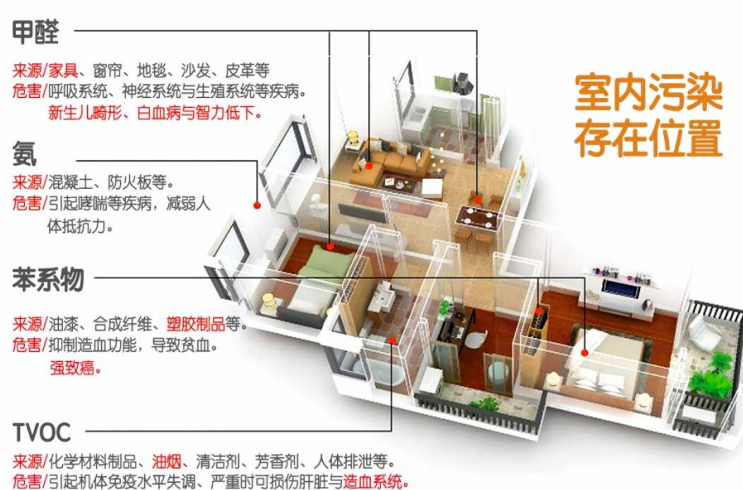 甲醛
来源/家具、窗帘、地毯、沙发、皮革等
危害/呼吸系统、神经系统与生殖系统等疾病。
新生儿畸形、白血病与智力低下。
室内污染
存在位置
氨
来源/混凝土、防火板等。
危害/引起哮喘等疾病，减弱人
体抵抗力。
苯系物
来源/油漆、合成纤维、塑胶制品等。
危害/抑制造血功能，导致贫血。
强致癌。
TVOC
来源/化学材料制品、油烟、清洁剂、芳香剂、人体排泄等。
危害/引起机体免疫水平失调、严重时可损伤肝脏与造血系统。